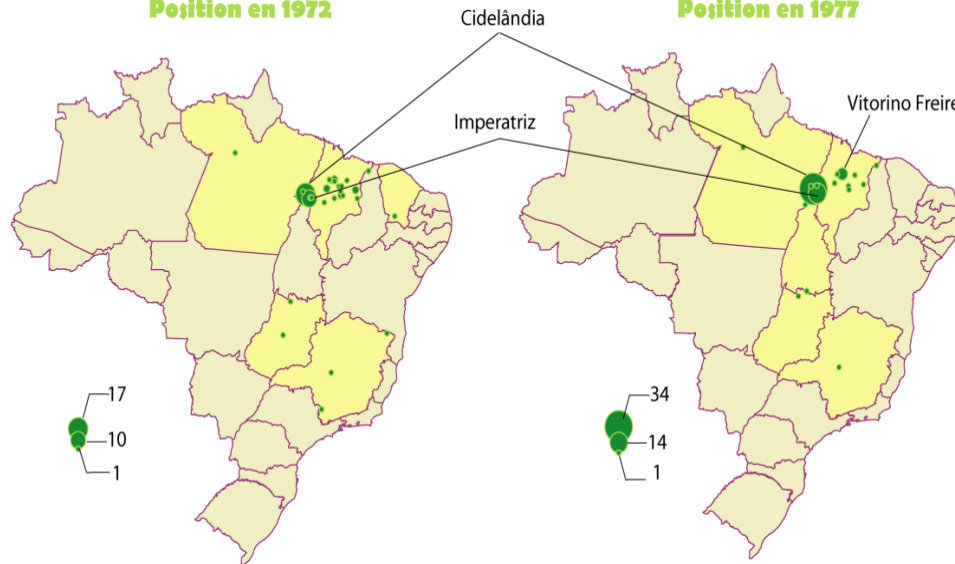 Position en 1972
Position en 1977
Cidelândia
Imperatriz
Vitorino Freire
17
10
1
34
14
1